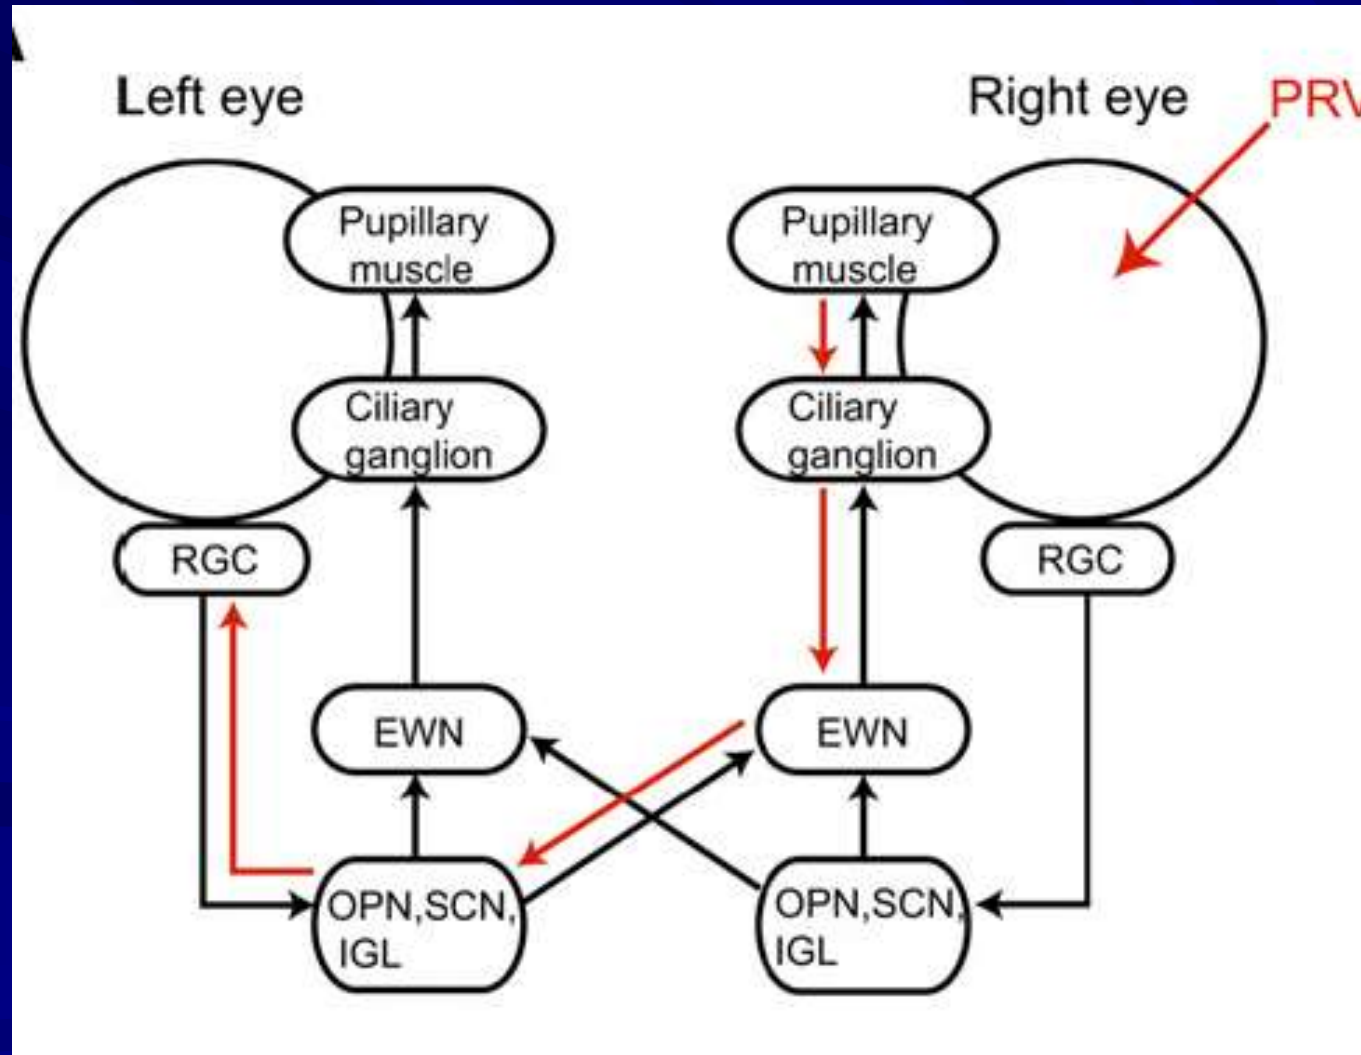 A
Left eye
Right eye
PRV
Pupillary
muscle
Pupillary
muscle
Ciliary
ganglion
Ciliary
ganglion
RGC
RGC
EWN
EWN
OPN,SCN,
IGL
OPN,SCN,
IGL